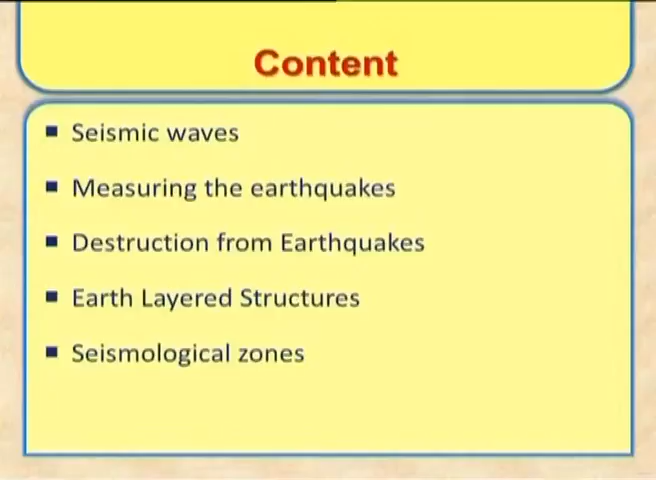 Content
Seismic waves
Measuring the earthquakes
Destruction from Earthquakes
Earth Layered Structures
Seismological zones